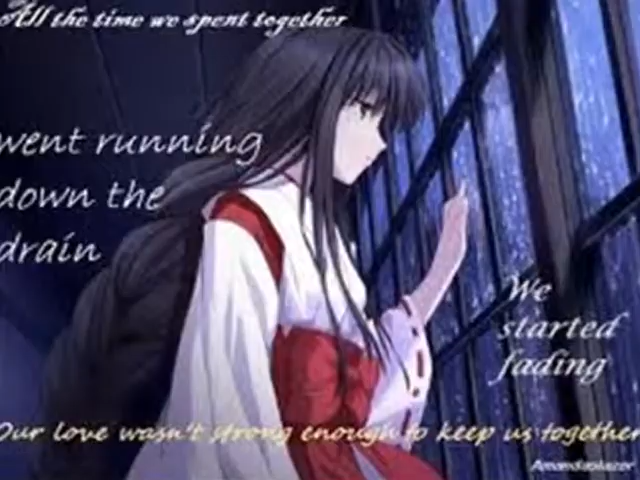 All the time we spent together
went running
down the
drain
We
started
fading
Our love wasn't strong enough to keep us together